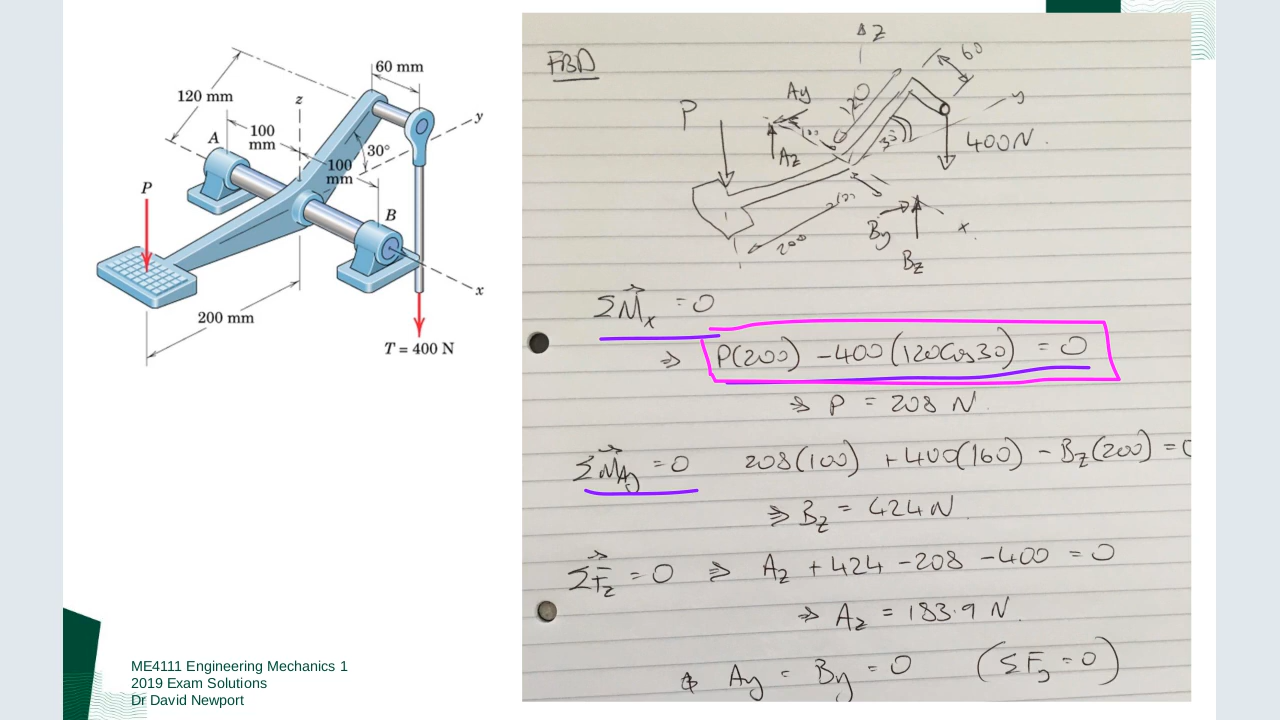 60 mm
120 mm
z
y
A
100
mm
30°
100
mm
P
B
x
200 mm
T = 400 N
FBD
z
60
P
Ay
120
y
100
30
Az
400N
100
200
By
x
Bz
ΣMx = 0
⇒ P(200) - 400(120Cos30) = 0
⇒ P = 208 N
ΣMAy = 0 208(100) + 400(160) - Bz(200) = 0
⇒ Bz = 424N
ΣFz = 0 ⇒ Az + 424 - 208 - 400 = 0
⇒ Az = 183.9 N
Ay = By = 0 (ΣFy = 0)
ME4111 Engineering Mechanics 1
2019 Exam Solutions
Dr David Newport